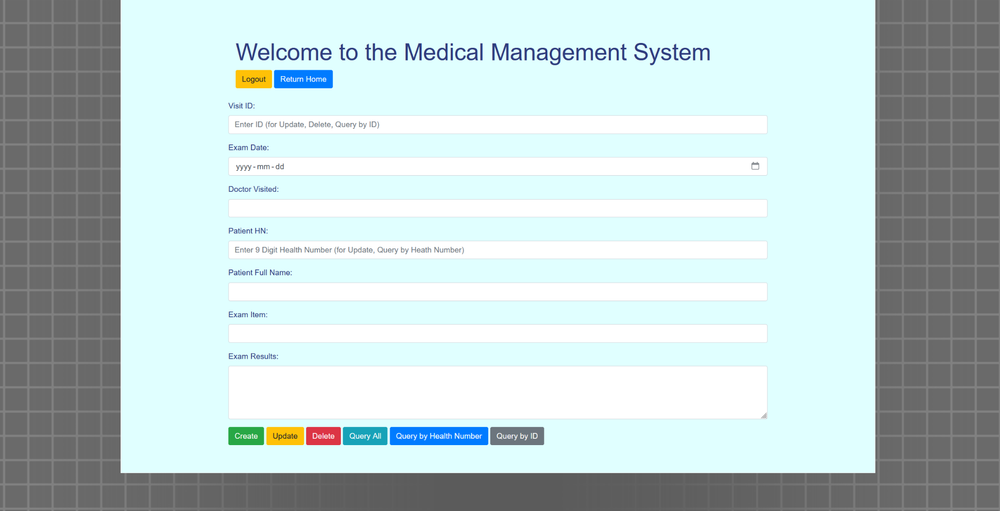 Welcome to the Medical Management System
Logout Return Home
Visit ID:
Enter ID (for Update, Delete, Query by ID)
Exam Date:
yyyy-mm-dd
Doctor Visited:
Patient HN:
Enter 9 Digit Health Number (for Update, Query by Heath Number)
Patient Full Name:
Exam Item:
Exam Results:
Create Update Delete Query All Query by Health Number Query by ID